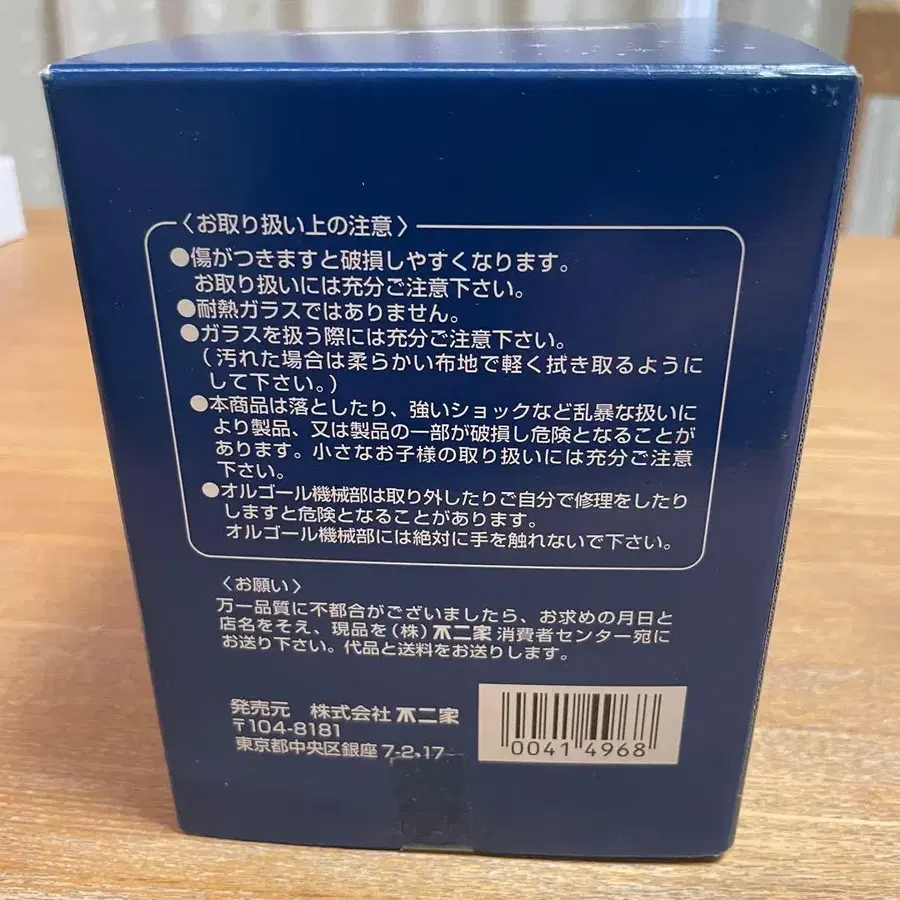 〈お取り扱い上の注意〉
●傷がつきますと破損しやすくなります。
お取り扱いには充分ご注意下さい。
●耐熱ガラスではありません。
●ガラスを扱う際には充分ご注意下さい。
(汚れた場合は柔らかい布地で軽く拭き取るように
して下さい。)
●本商品は落としたり、強いショックなど乱暴な扱いに
より製品、又は製品の一部が破損し危険となることが
あります。小さなお子様の取り扱いには充分ご注意
下さい。
●オルゴール機械部は取り外したりご自分で修理をしたり
しますと危険となることがあります。
オルゴール機械部には絶対に手を触れないで下さい。
〈お願い〉
万一品質に不都合がございましたら、お求めの月日と
店名をそえ、現品を(株)不二家 消費者センター宛に
お送り下さい。代品と送料をお送りします。
発売元 株式会社 不二家
〒104-8181
東京都中央区銀座7-2-17
0041 4968